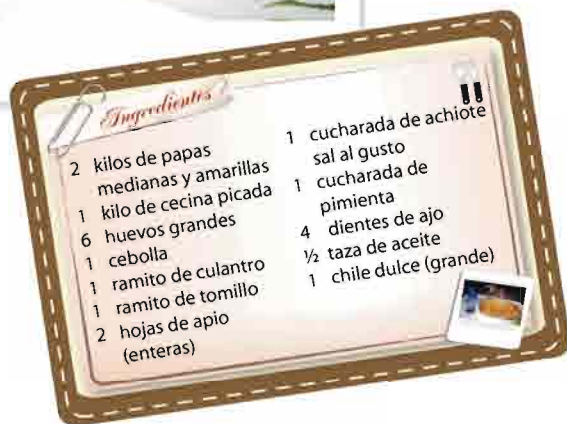 Ingredientes
2 kilos de papas
medianas y amarillas
1 kilo de cecina picada
6 huevos grandes
1 cebolla
1 ramito de culantro
1 ramito de tomillo
2 hojas de apio
(enteras)
1 cucharada de achiote
sal al gusto
1 cucharada de
pimienta
4 dientes de ajo
½ taza de aceite
1 chile dulce (grande)